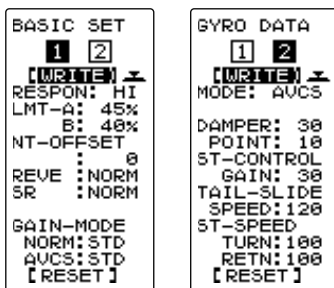 BASIC SET
1 2
[WRITE]
RESPON: HI
LMT-A: 45%
B: 40%
NT-OFFSET
: 0
REVE :NORM
SR :NORM
GAIN-MODE
NORM:STD
AVCS:STD
[RESET]
GYRO DATA
1 2
[WRITE]
MODE: AVCS
DAMPER: 30
POINT: 10
ST-CONTROL
GAIN: 30
TAIL-SLIDE
SPEED:120
ST-SPEED
TURN:100
RETN:100
[RESET]